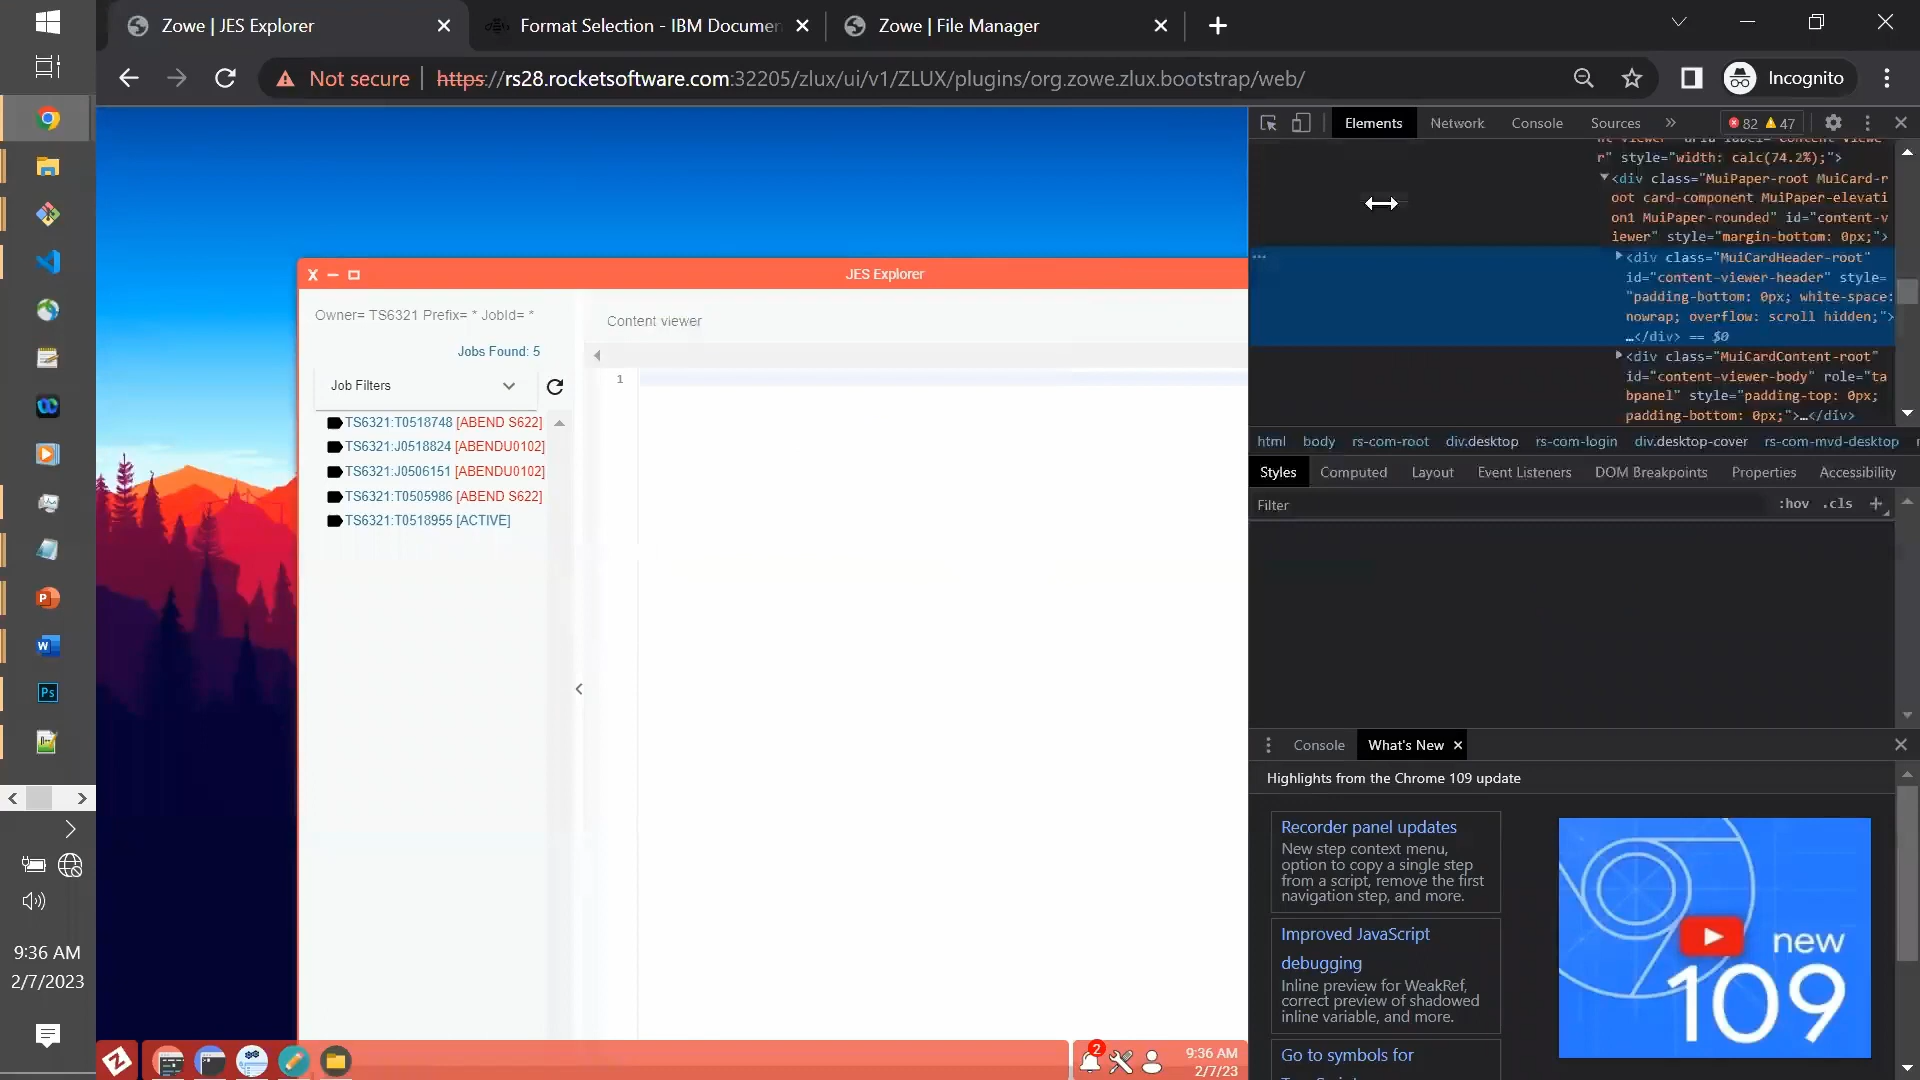 Zowe | JES Explorer
Format Selection - IBM Documen
Zowe | File Manager
Not secure
https://rs28.rocketsoftware.com:32205/zlux/ui/v1/ZLUX/plugins/org.zowe.zlux.bootstrap/web/
Incognito
Elements
Network
Console
Sources
82
47
r" style="width: calc(74.2%);">
<div class="MuiPaper-root MuiCard-r
oot card-component MuiPaper-elevati
on1 MuiPaper-rounded" id="content-v
iewer" style="margin-bottom: 0px;">
<div class="MuiCardHeader-root"
id="content-viewer-header" style=
"padding-bottom: 0px; white-space:
nowrap; overflow: scroll hidden;">
…</div> == $0
<div class="MuiCardContent-root"
id="content-viewer-body" role="ta
bpanel" style="padding-top: 0px;
padding-bottom: 0px;">…</div>
html body rs-com-root div.desktop rs-com-login div.desktop-cover rs-com-mvd-desktop
Styles Computed Layout Event Listeners DOM Breakpoints Properties Accessibility
Filter
:hov .cls
JES Explorer
Owner= TS6321 Prefix= * JobId= *
Jobs Found: 5
Job Filters
TS6321:T0518748 [ABEND S622]
TS6321:J0518824 [ABENDU0102]
TS6321:J0506151 [ABENDU0102]
TS6321:T0505986 [ABEND S622]
TS6321:T0518955 [ACTIVE]
Content viewer
1
Console
What's New
Highlights from the Chrome 109 update
Recorder panel updates
New step context menu,
option to copy a single step
from a script, remove the first
navigation step, and more.
Improved JavaScript
debugging
Inline preview for WeakRef,
correct preview of shadowed
inline variable, and more.
Go to symbols for
new
109
P
W
Ps
9:36 AM
2/7/2023
2
9:36 AM
2/7/23